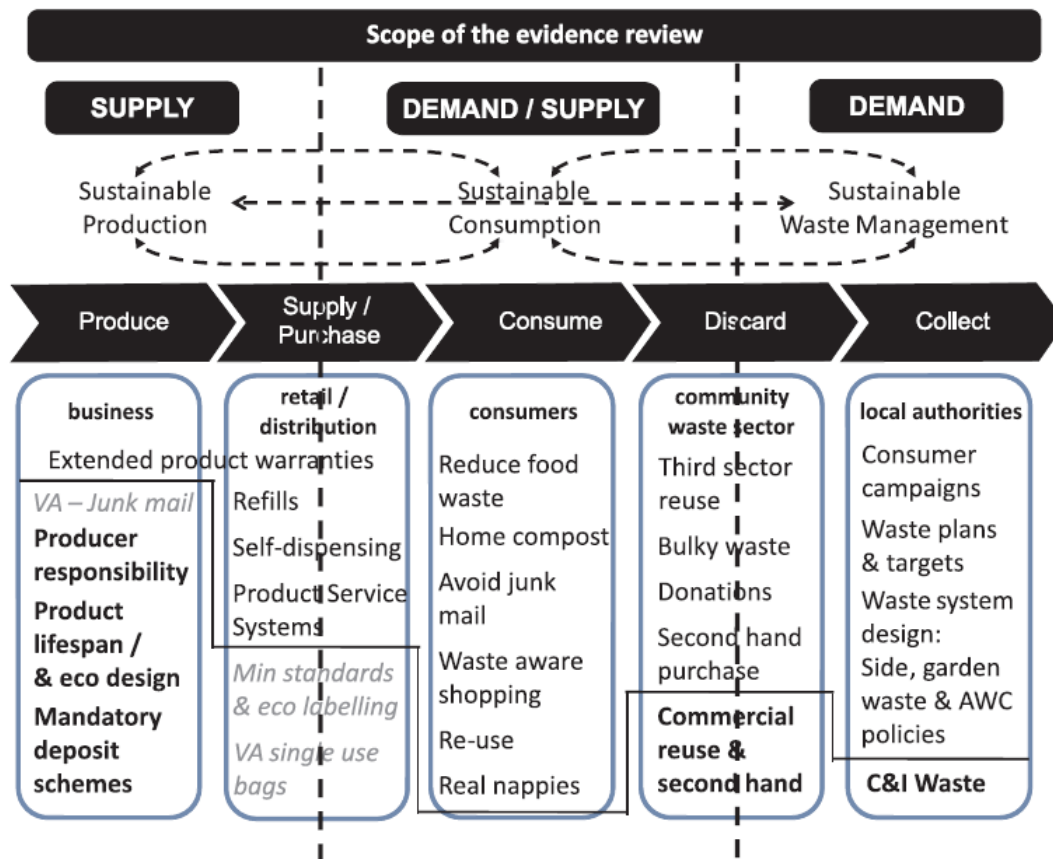 Scope of the evidence review
SUPPLY
DEMAND / SUPPLY
DEMAND
Sustainable
Production
Sustainable
Consumption
Sustainable
Waste Management
Produce
Supply /
Purchase
Consume
Discard
Collect
business
Extended product warranties
VA – Junk mail
Producer
responsibility
Product
lifespan /
& eco design
Mandatory
deposit
schemes
retail /
distribution
Refills
Self-dispensing
Product Service
Systems
Min standards
& eco labelling
VA single use
bags
consumers
Reduce food
waste
Home compost
Avoid junk
mail
Waste aware
shopping
Re-use
Real nappies
community
waste sector
Third sector
reuse
Bulky waste
Donations
Second hand
purchase
Commercial
reuse &
second hand
local authorities
Consumer
campaigns
Waste plans
& targets
Waste system
design:
Side, garden
waste & AWC
policies
C&I Waste